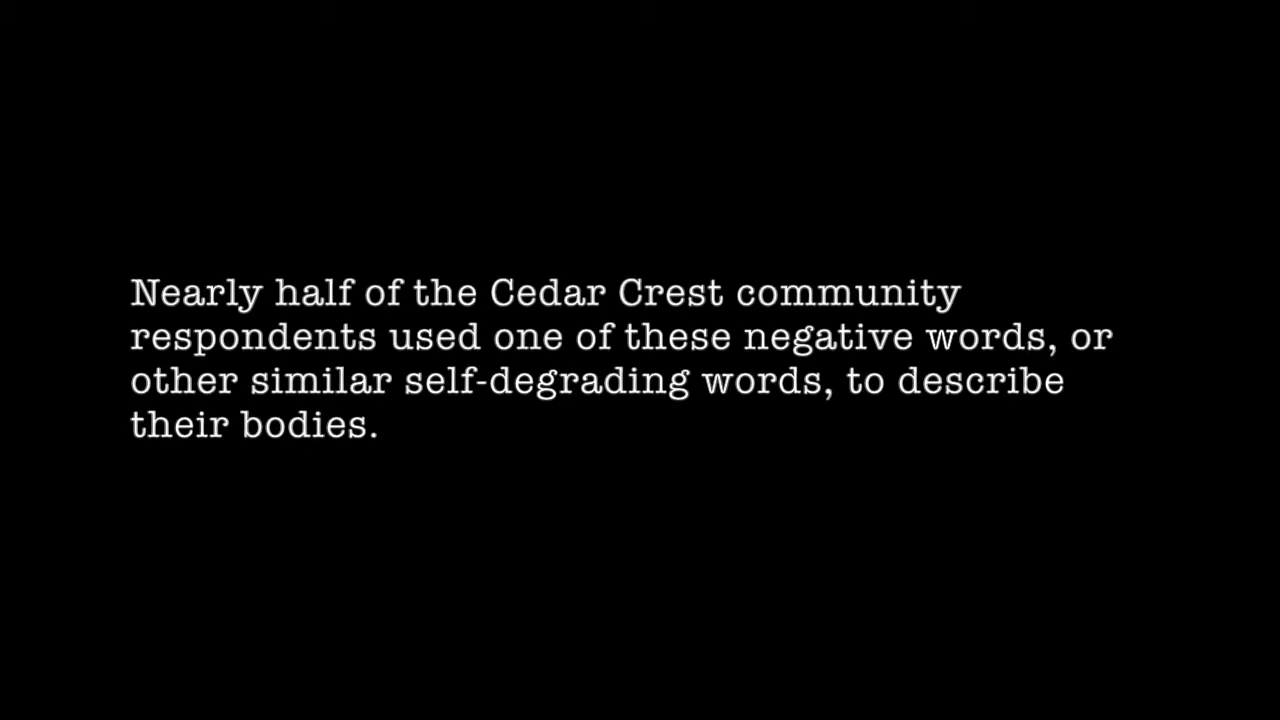 Nearly half of the Cedar Crest community
respondents used one of these negative words, or
other similar self-degrading words, to describe
their bodies.